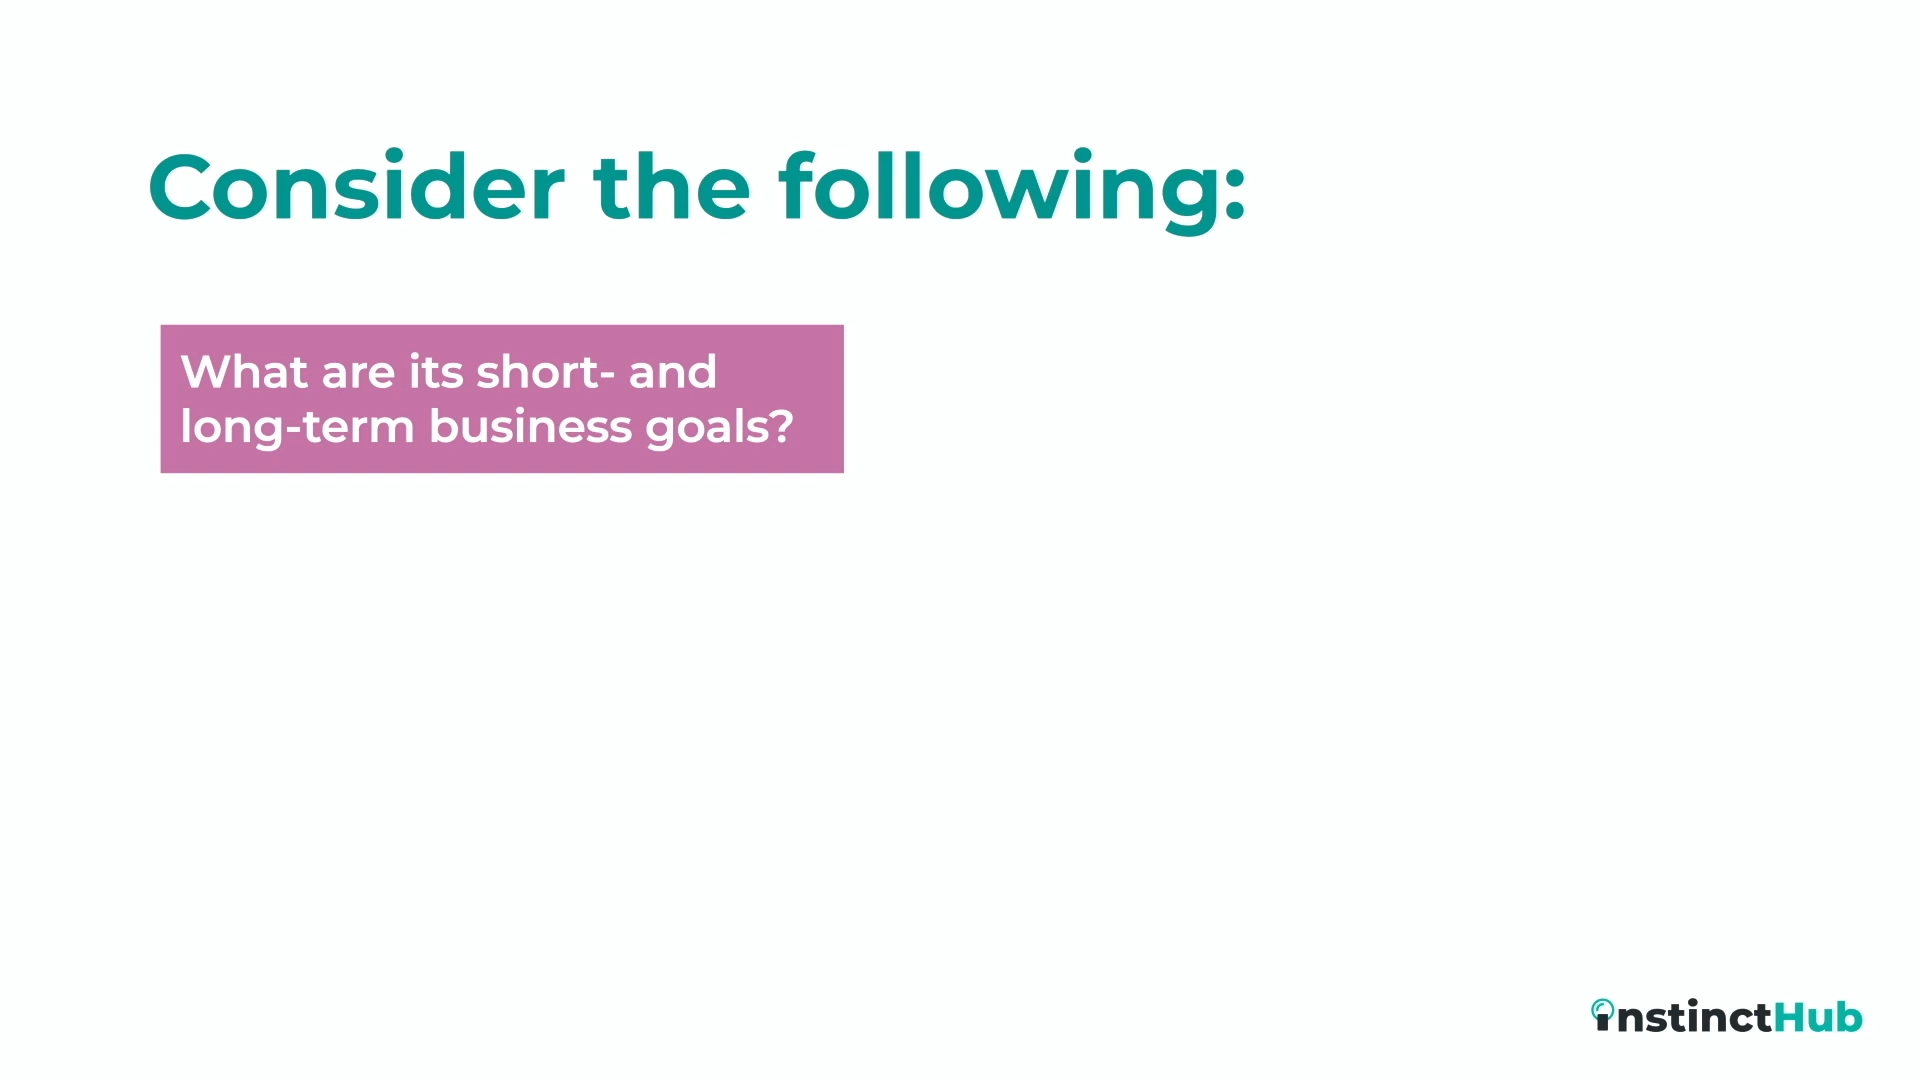 Consider the following:
What are its short- and
long-term business goals?
instinctHub